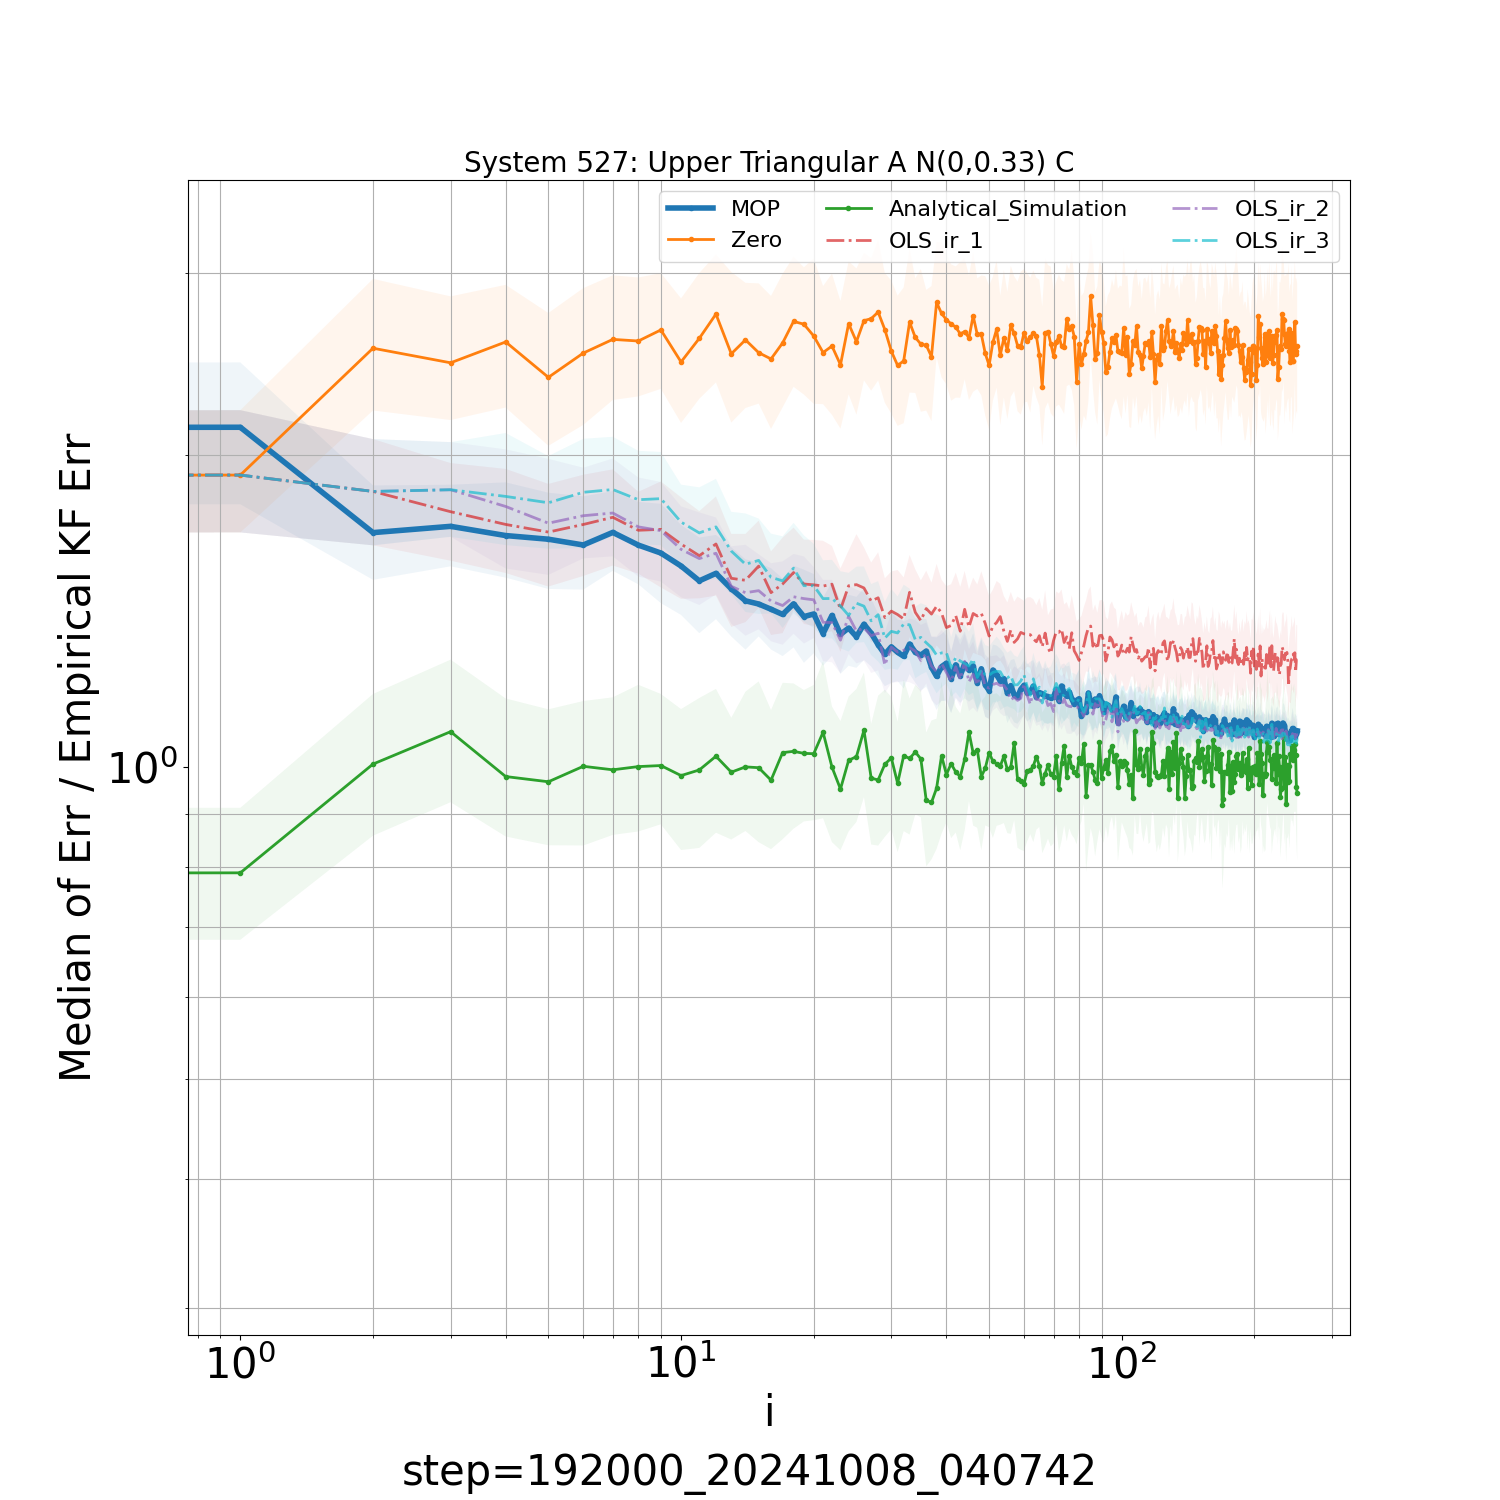 System 527: Upper Triangular A N(0,0.33) C
MOP
Zero
Analytical_Simulation
OLS_ir_1
OLS_ir_2
OLS_ir_3
Median of Err / Empirical KF Err
10⁰
10⁰ 10¹ 10²
i
step=192000_20241008_040742